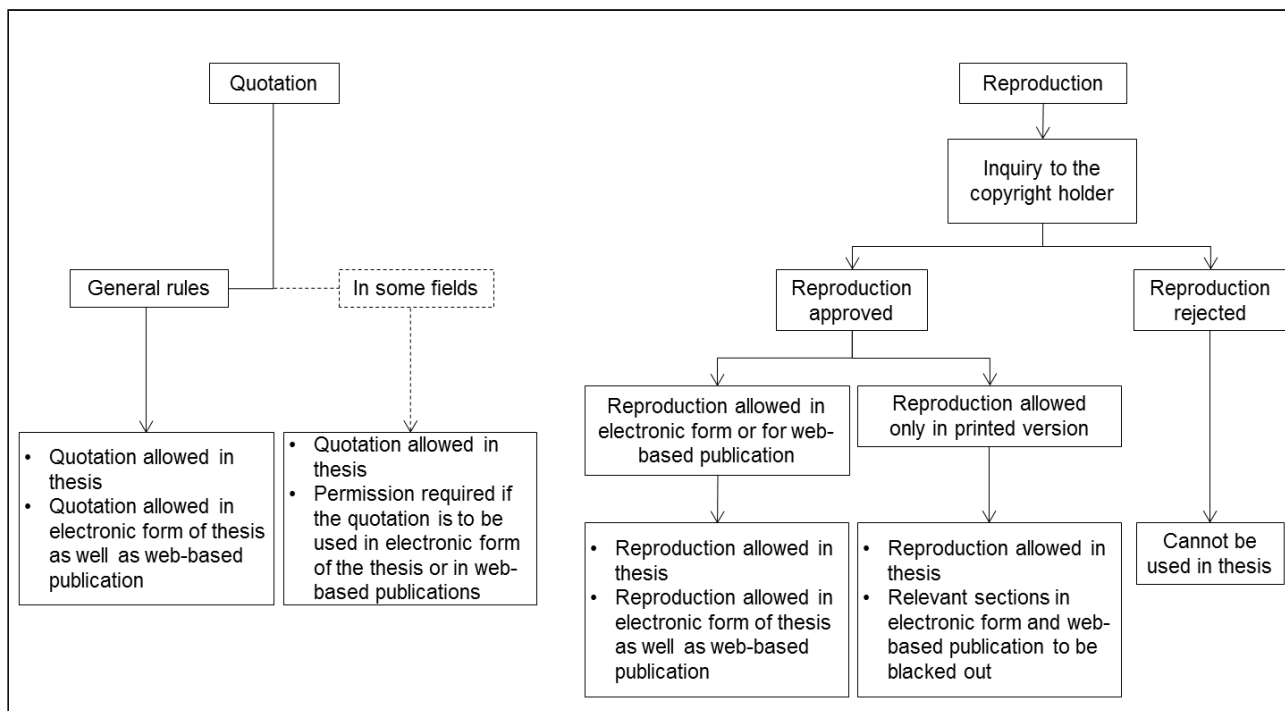 Quotation
General rules
In some fields
• Quotation allowed in
thesis
• Quotation allowed in
electronic form of thesis
as well as web-based
publication
• Quotation allowed in
thesis
• Permission required if
the quotation is to be
used in electronic form
of the thesis or in web-
based publications
Reproduction
Inquiry to the
copyright holder
Reproduction
approved
Reproduction
rejected
Reproduction allowed in
electronic form or for web-
based publication
Reproduction allowed
only in printed version
• Reproduction allowed in
thesis
• Reproduction allowed in
electronic form of thesis
as well as web-based
publication
• Reproduction allowed in
thesis
• Relevant sections in
electronic form and web-
based publication to be
blacked out
Cannot be
used in thesis